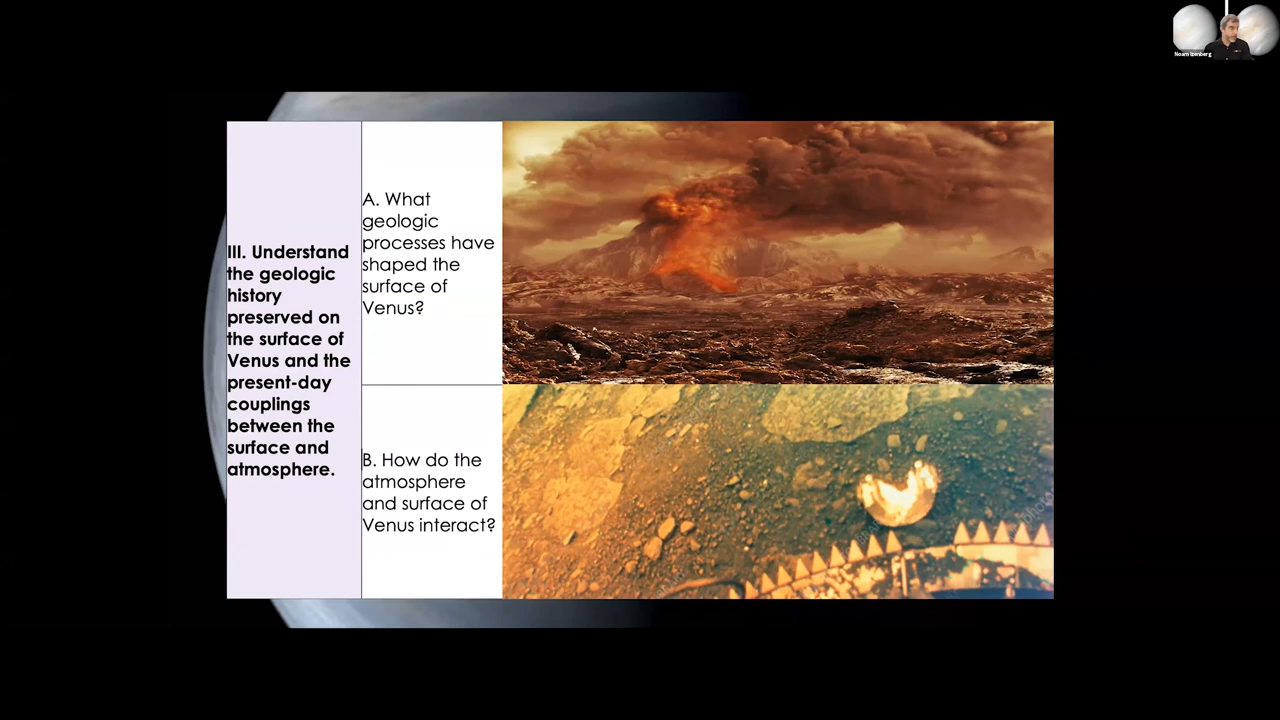 Noam Izenberg
III. Understand
the geologic
history
preserved on
the surface of
Venus and the
present-day
couplings
between the
surface and
atmosphere.
A. What
geologic
processes have
shaped the
surface of
Venus?
B. How do the
atmosphere
and surface of
Venus interact?